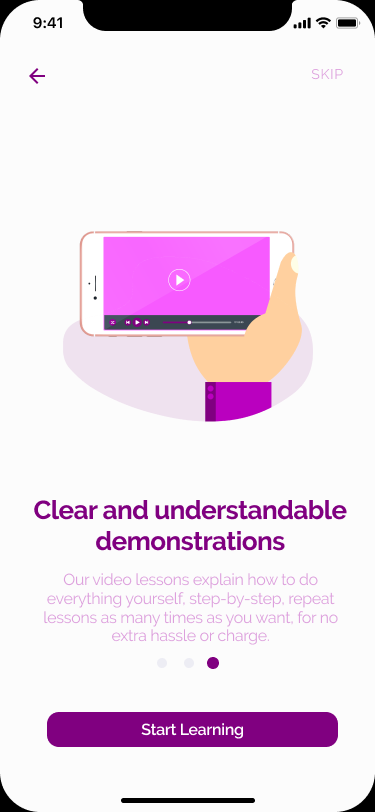 9:41
SKIP
Clear and understandable
demonstrations
Our video lessons explain how to do
everything yourself, step-by-step, repeat
lessons as many times as you want, for no
extra hassle or charge.
Start Learning